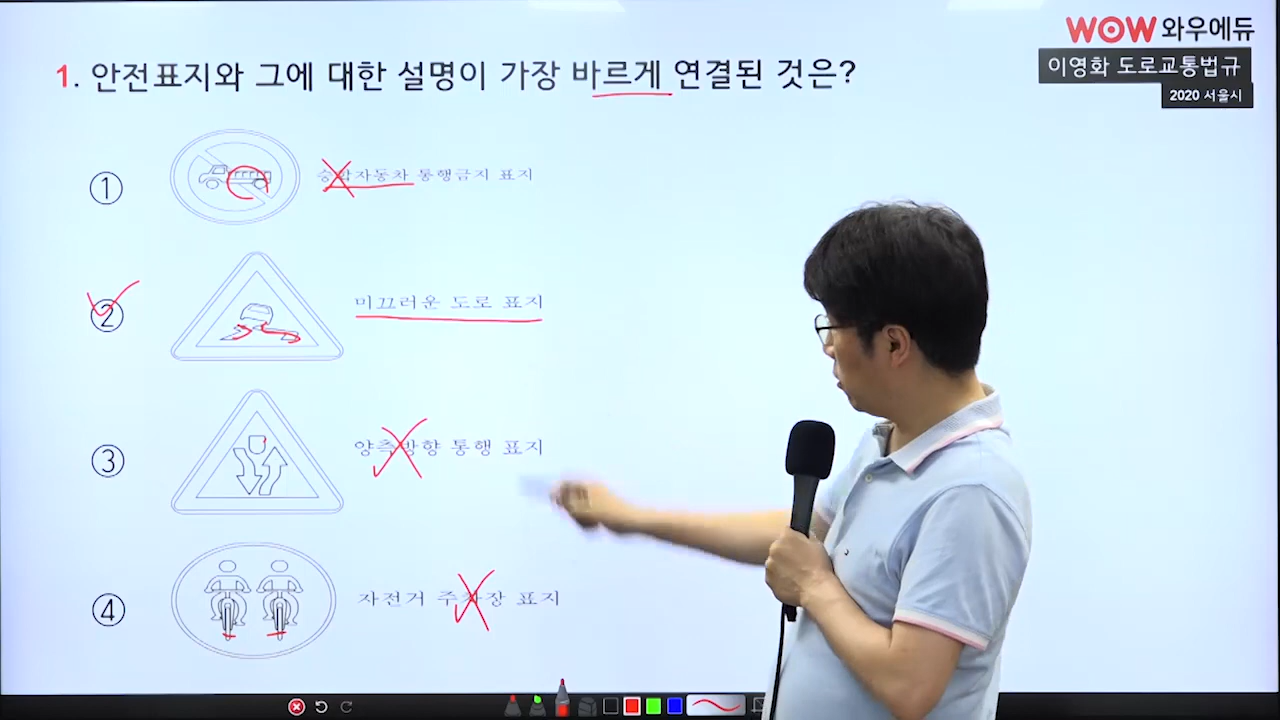 WOW 와우에듀
이영화 도로교통법규
2020 서울시
1. 안전표지와 그에 대한 설명이 가장 바르게 연결된 것은?
① 승합자동차 통행금지 표지
② 미끄러운 도로 표지
③ 양측방향 통행 표지
④ 자전거 주차장 표지